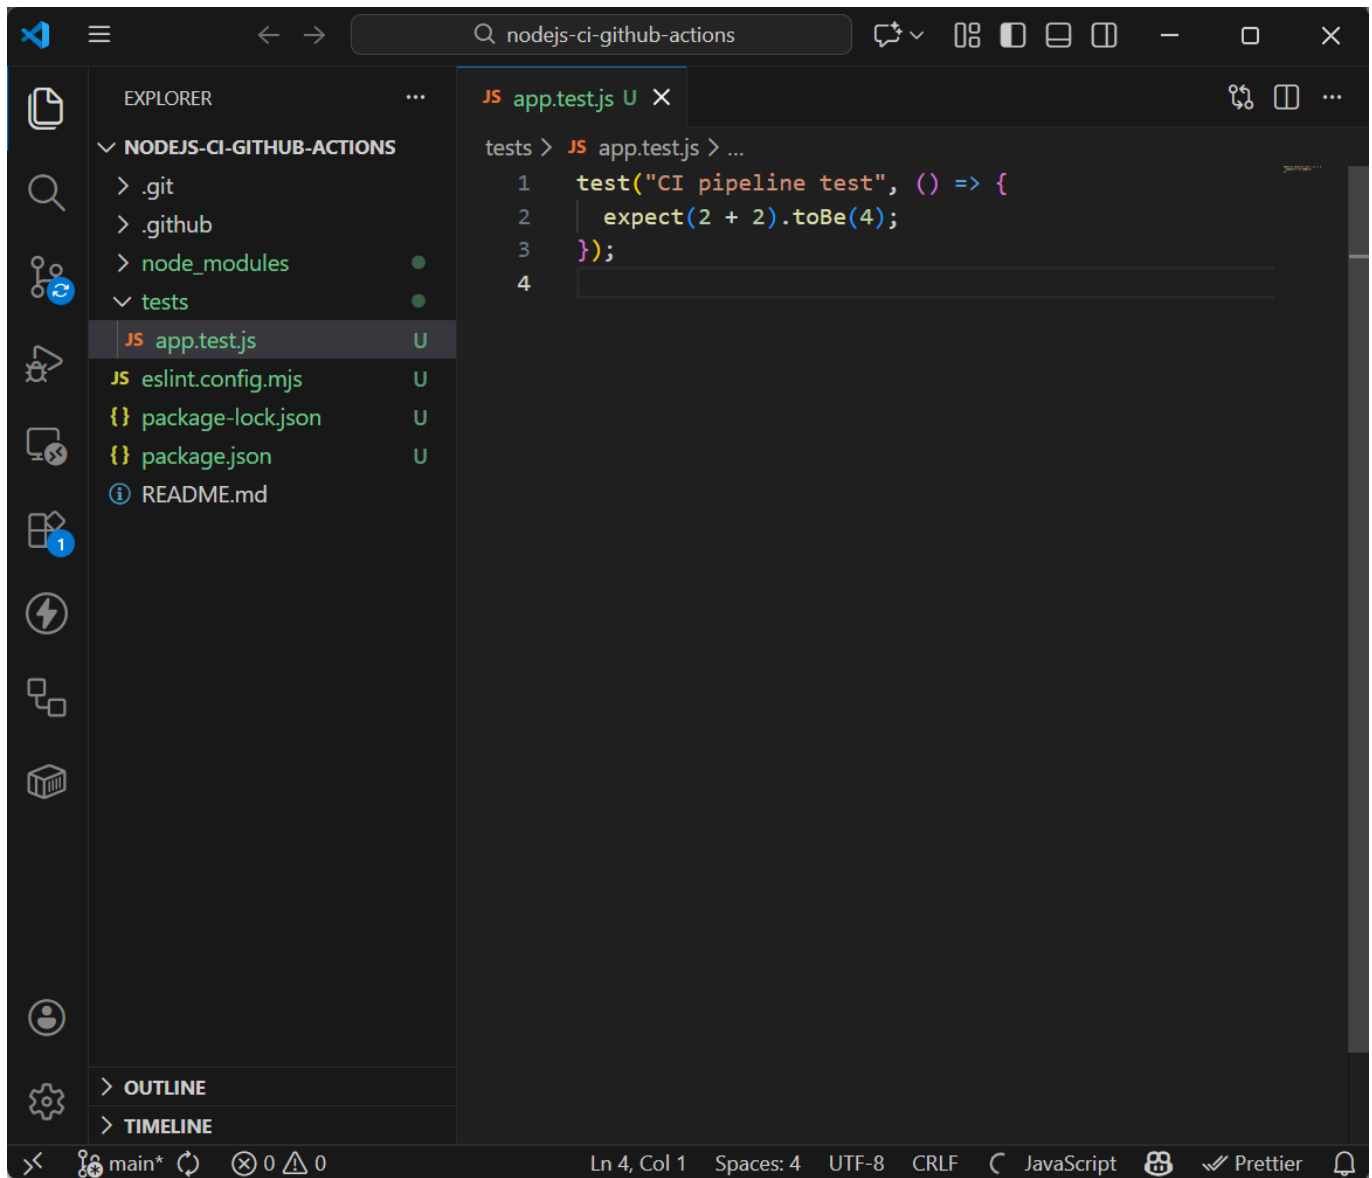 nodejs-ci-github-actions
EXPLORER
NODEJS-CI-GITHUB-ACTIONS
.git
.github
node_modules
tests
JS app.test.js U
JS eslint.config.mjs U
{} package-lock.json U
{} package.json U
README.md
OUTLINE
TIMELINE
JS app.test.js U
tests > JS app.test.js > ...
1 test("CI pipeline test", () => {
2 expect(2 + 2).toBe(4);
3 });
4
1
main* 0 0 Ln 4, Col 1 Spaces: 4 UTF-8 CRLF JavaScript Prettier